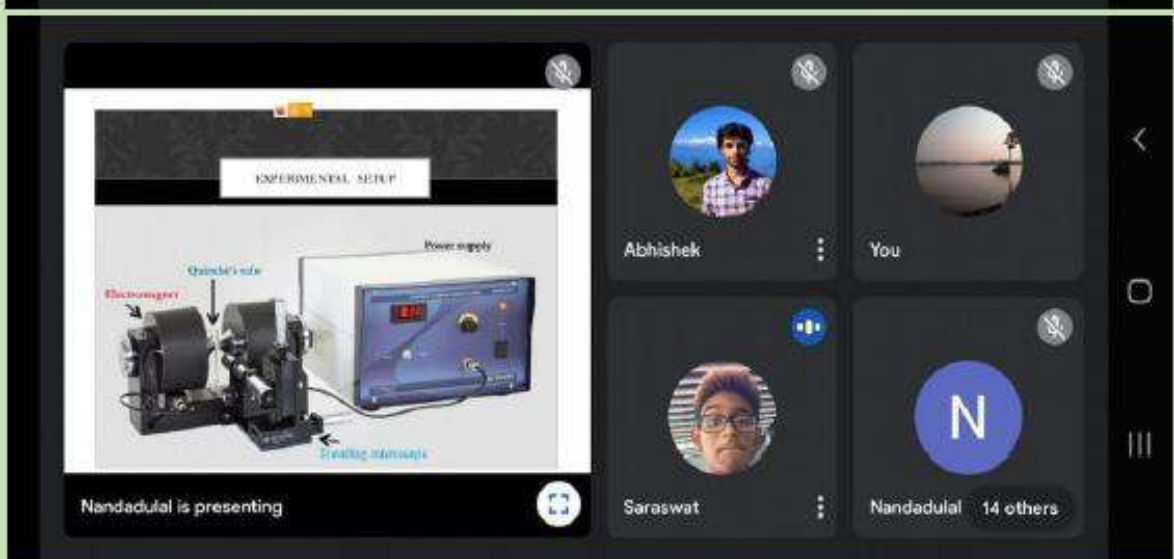 EXPERIMENTAL SETUP
Power supply
Quincke's tube
Electromagnet
Travelling microscope
Nandadulal is presenting
Abhishek
You
Saraswat
N
Nandadulal
14 others